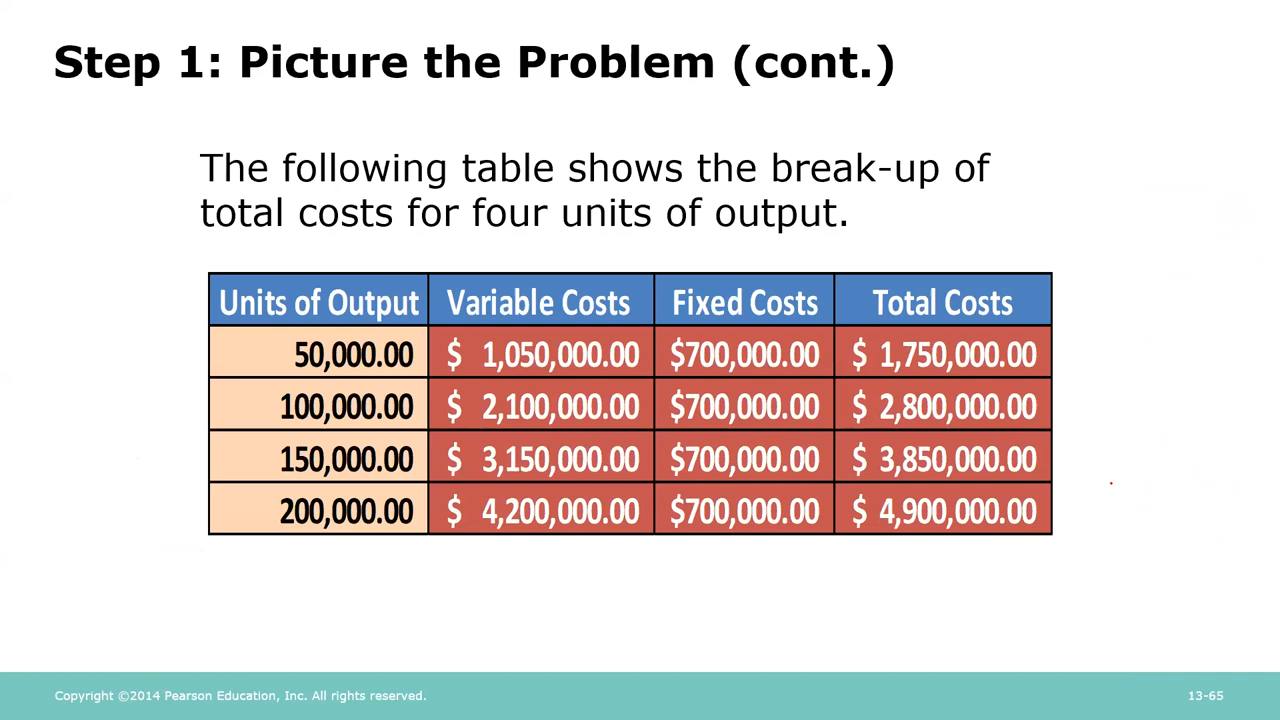 Step 1: Picture the Problem (cont.)
The following table shows the break-up of
total costs for four units of output.
Units of Output Variable Costs Fixed Costs Total Costs
50,000.00 $ 1,050,000.00 $700,000.00 $ 1,750,000.00
100,000.00 $ 2,100,000.00 $700,000.00 $ 2,800,000.00
150,000.00 $ 3,150,000.00 $700,000.00 $ 3,850,000.00
200,000.00 $ 4,200,000.00 $700,000.00 $ 4,900,000.00
Copyright ©2014 Pearson Education, Inc. All rights reserved. 13-65